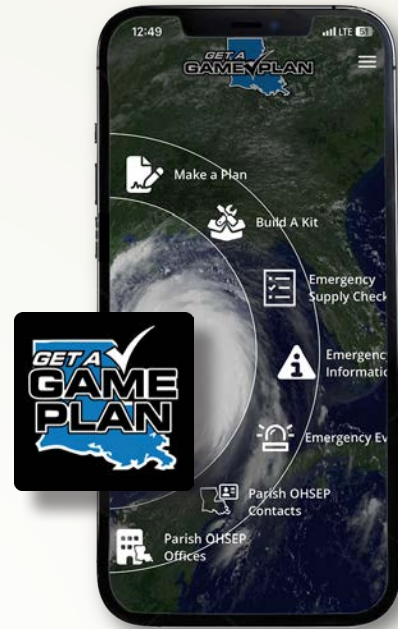 12:49
LTE 5
GET A
GAME PLAN
Make a Plan
Build A Kit
Emergency
Supply Check
Emergenc
Informatio
Emergency Ev
Parish OHSEP
Contacts
Parish OHSEP
Offices
GET A
GAME
PLAN